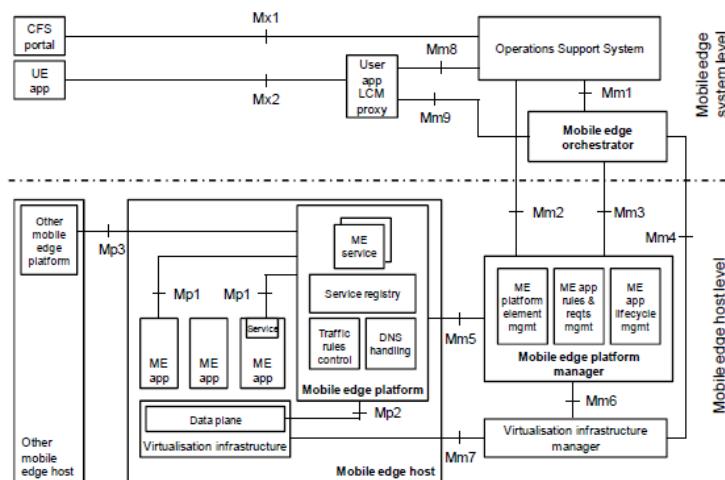 CFS
portal
Mx1
Operations Support System
UE
app
Mx2
User
app
LCM
proxy
Mm8
Mm9
Mm1
Mobile edge
orchestrator
Mobile edge
system level
Other
mobile
edge
platform
Mp3
ME
service
Mp1
Mp1
Service registry
Traffic
rules
control
DNS
handling
Mobile edge platform
ME
app
ME
app
Service
ME
app
Mp2
Data plane
Virtualisation infrastructure
Other
mobile
edge host
Mobile edge host
Mm2
Mm3
Mm4
Mm5
ME
platform
element
mgmt
ME app
rules &
reqts
mgmt
ME
app
lifecycle
mgmt
Mobile edge platform
manager
Mm6
Mm7
Virtualisation infrastructure
manager
Mobile edge host level